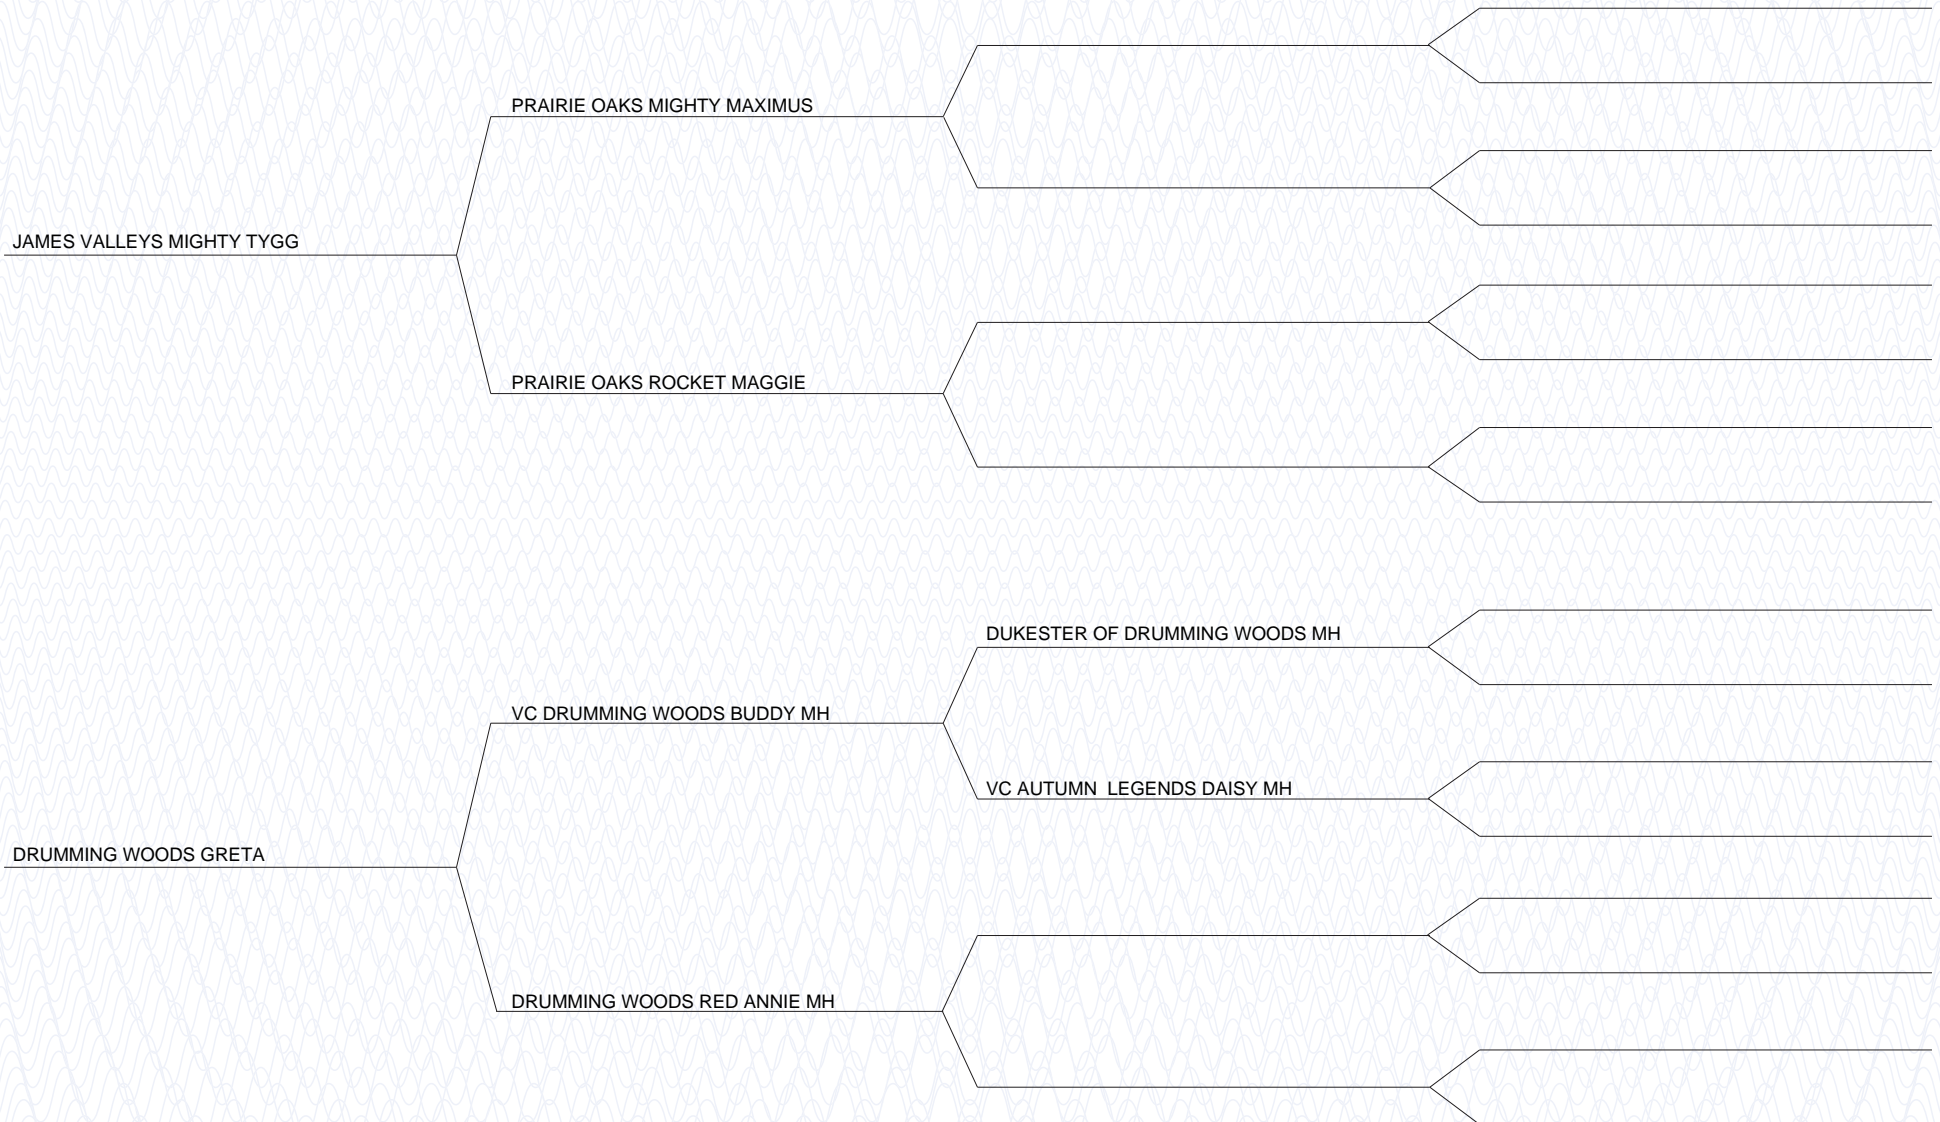 PRAIRIE OAKS MIGHTY MAXIMUS
JAMES VALLEYS MIGHTY TYGG
PRAIRIE OAKS ROCKET MAGGIE
DUKESTER OF DRUMMING WOODS MH
VC DRUMMING WOODS BUDDY MH
VC AUTUMN  LEGENDS DAISY MH
DRUMMING WOODS GRETA
DRUMMING WOODS RED ANNIE MH